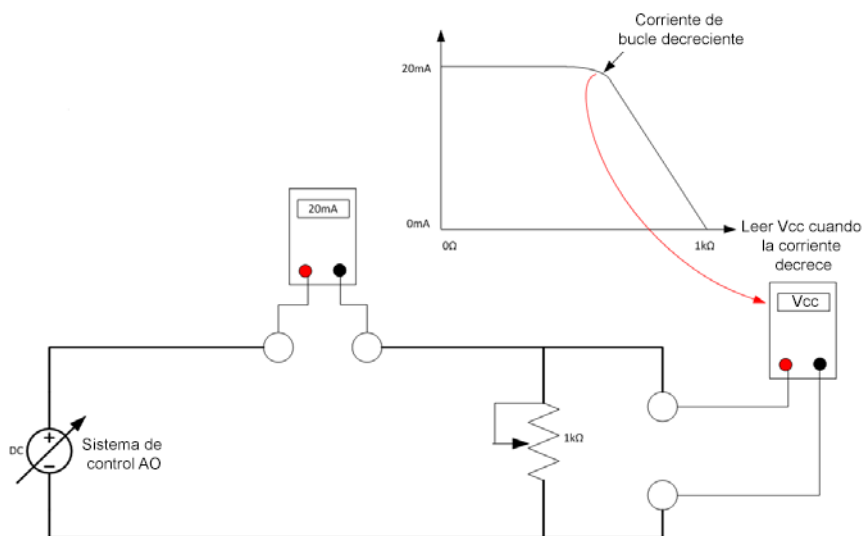 Corriente de
bucle decreciente
20mA
0mA
0Ω
1kΩ
Leer Vcc cuando
la corriente
decrece
20mA
Vcc
DC
+
−
Sistema de
control AO
1kΩ